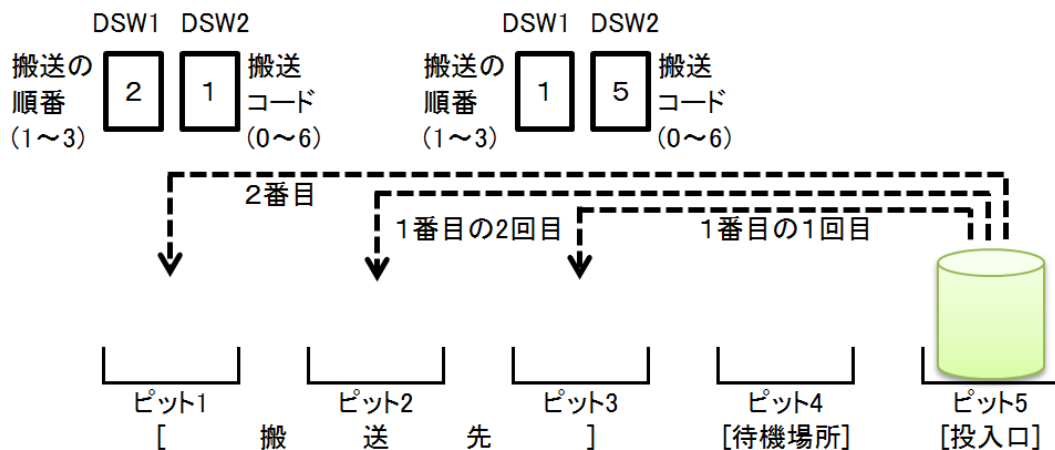 DSW1 DSW2 DSW1 DSW2
搬送の 2 1 搬送 搬送の 1 5 搬送
順番 コード 順番 コード
(1～3) (0～6) (1～3) (0～6)
2番目
1番目の2回目 1番目の1回目
ピット1 ピット2 ピット3 ピット4 ピット5
[ 搬 送 先 ] [待機場所] [投入口]